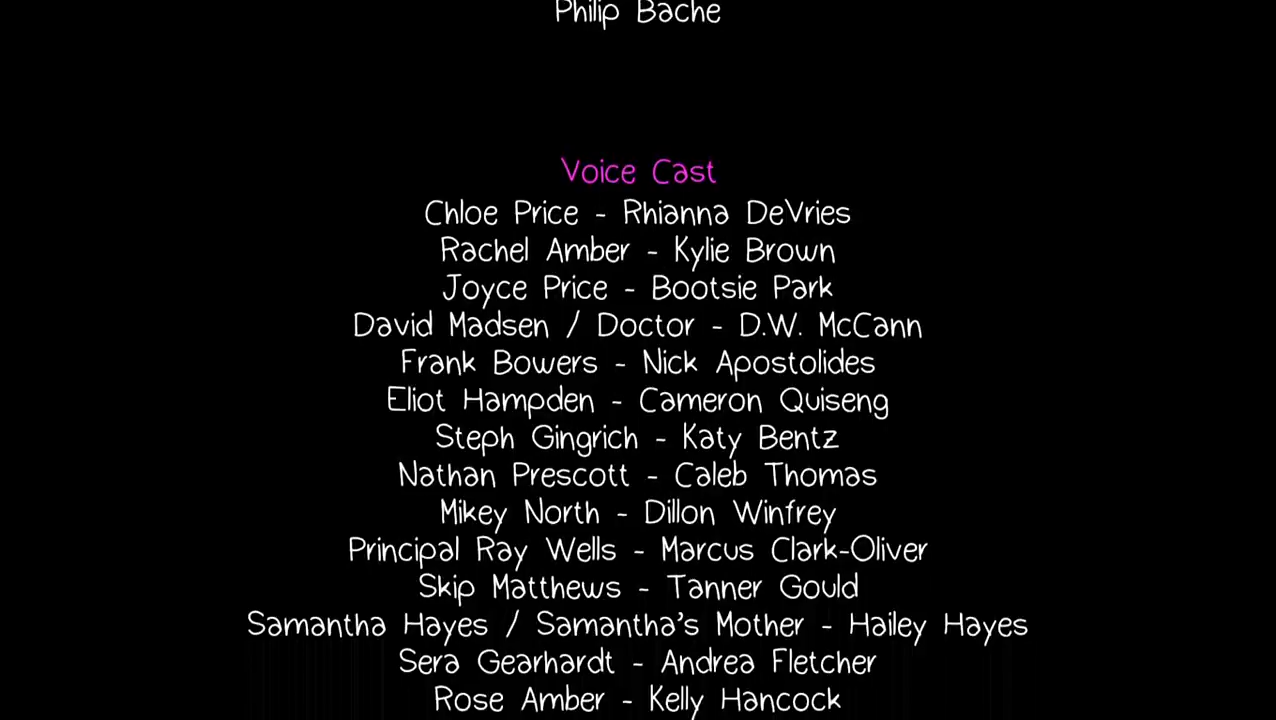 Philip Bache
Voice Cast
Chloe Price - Rhianna DeVries
Rachel Amber - Kylie Brown
Joyce Price - Bootsie Park
David Madsen / Doctor - D.W. McCann
Frank Bowers - Nick Apostolides
Eliot Hampden - Cameron Quiseng
Steph Gingrich - Katy Bentz
Nathan Prescott - Caleb Thomas
Mikey North - Dillon Winfrey
Principal Ray Wells - Marcus Clark-Oliver
Skip Matthews - Tanner Gould
Samantha Hayes / Samantha's Mother - Hailey Hayes
Sera Gearhardt - Andrea Fletcher
Rose Amber - Kelly Hancock